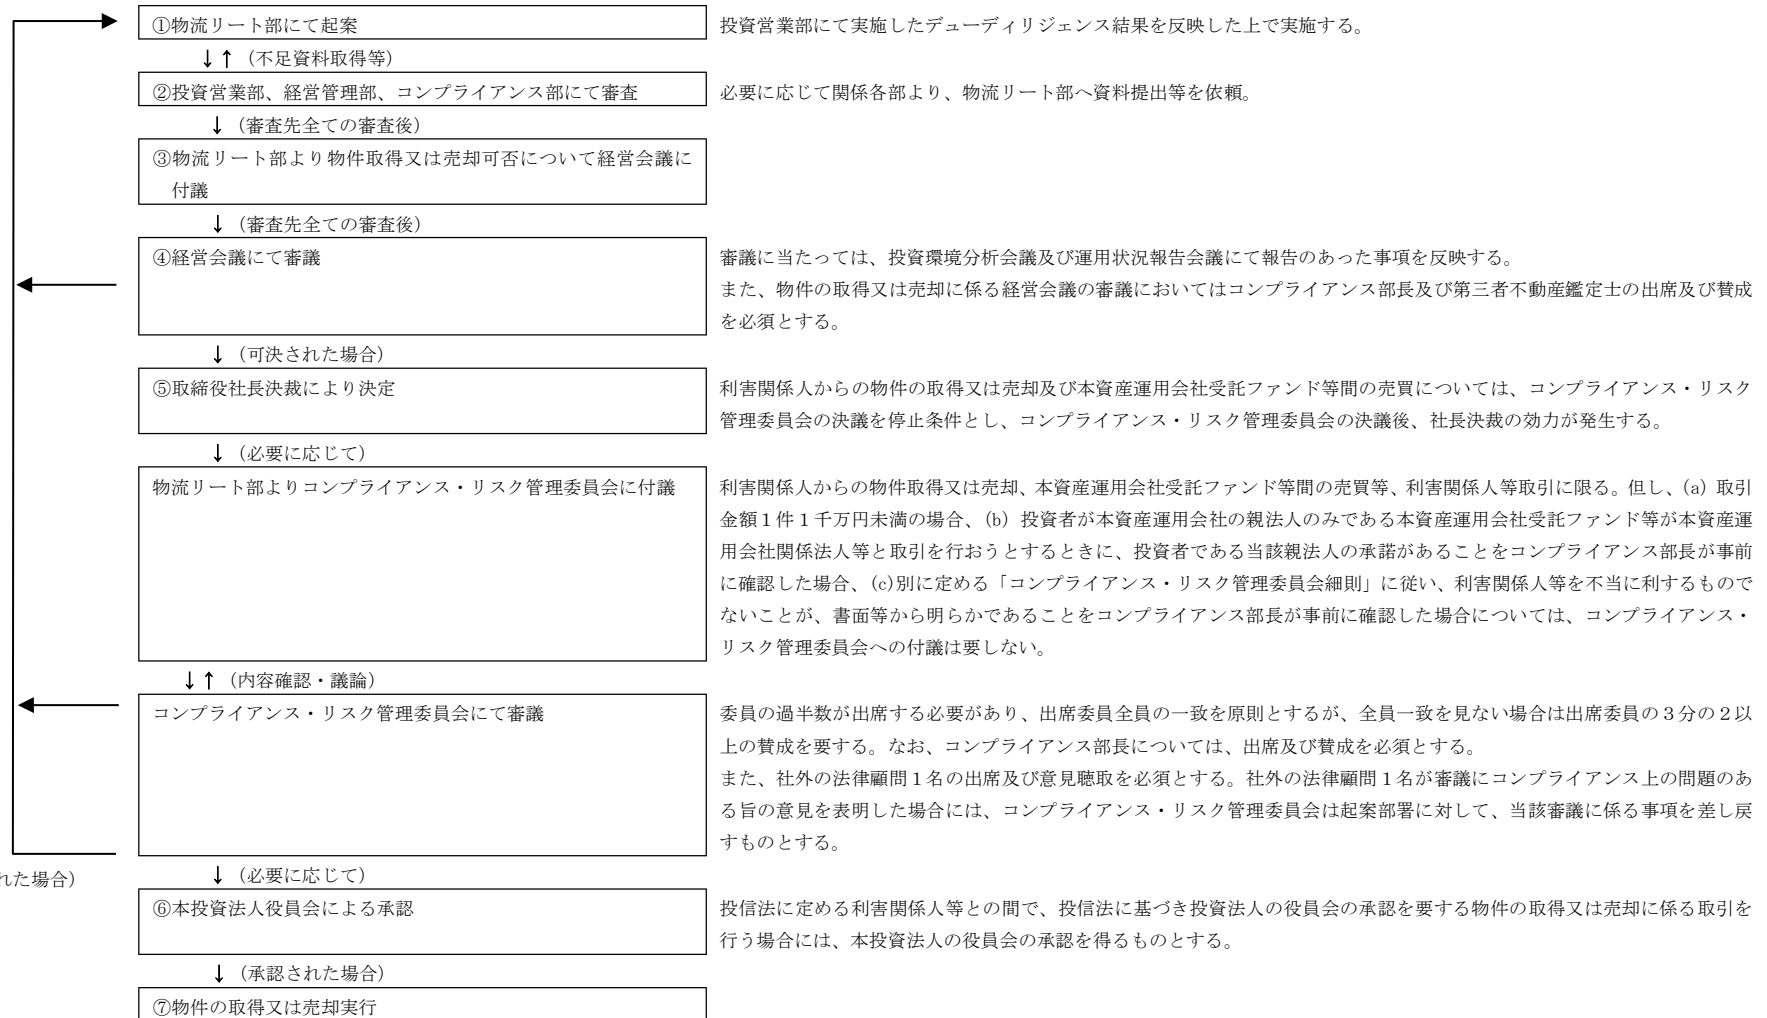 ①物流リート部にて起案
投資営業部にて実施したデューディリジェンス結果を反映した上で実施する。
↓↑（不足資料取得等）
②投資営業部、経営管理部、コンプライアンス部にて審査
必要に応じて関係各部より、物流リート部へ資料提出等を依頼。
↓（審査先全ての審査後）
③物流リート部より物件取得又は売却可否について経営会議に
付議
↓（審査先全ての審査後）
④経営会議にて審議
審議に当たっては、投資環境分析会議及び運用状況報告会議にて報告のあった事項を反映する。
また、物件の取得又は売却に係る経営会議の審議においてはコンプライアンス部長及び第三者不動産鑑定士の出席及び賛成
を必須とする。
↓（可決された場合）
⑤取締役社長決裁により決定
利害関係人からの物件の取得又は売却及び本資産運用会社受託ファンド等間の売買については、コンプライアンス・リスク
管理委員会の決議を停止条件とし、コンプライアンス・リスク管理委員会の決議後、社長決裁の効力が発生する。
↓（必要に応じて）
物流リート部よりコンプライアンス・リスク管理委員会に付議
利害関係人からの物件取得又は売却、本資産運用会社受託ファンド等間の売買等、利害関係人等取引に限る。但し、(a) 取引
金額１件１千万円未満の場合、(b) 投資者が本資産運用会社の親法人のみである本資産運用会社受託ファンド等が本資産運
用会社関係法人等と取引を行おうとするときに、投資者である当該親法人の承諾があることをコンプライアンス部長が事前
に確認した場合、(c)別に定める「コンプライアンス・リスク管理委員会細則」に従い、利害関係人等を不当に利するもので
ないことが、書面等から明らかであることをコンプライアンス部長が事前に確認した場合については、コンプライアンス・
リスク管理委員会への付議は要しない。
↓↑（内容確認・議論）
コンプライアンス・リスク管理委員会にて審議
委員の過半数が出席する必要があり、出席委員全員の一致を原則とするが、全員一致を見ない場合は出席委員の３分の２以
上の賛成を要する。なお、コンプライアンス部長については、出席及び賛成を必須とする。
また、社外の法律顧問１名の出席及び意見聴取を必須とする。社外の法律顧問１名が審議にコンプライアンス上の問題のあ
る旨の意見を表明した場合には、コンプライアンス・リスク管理委員会は起案部署に対して、当該審議に係る事項を差し戻
すものとする。
れた場合）
↓（必要に応じて）
⑥本投資法人役員会による承認
投信法に定める利害関係人等との間で、投信法に基づき投資法人の役員会の承認を要する物件の取得又は売却に係る取引を
行う場合には、本投資法人の役員会の承認を得るものとする。
↓（承認された場合）
⑦物件の取得又は売却実行